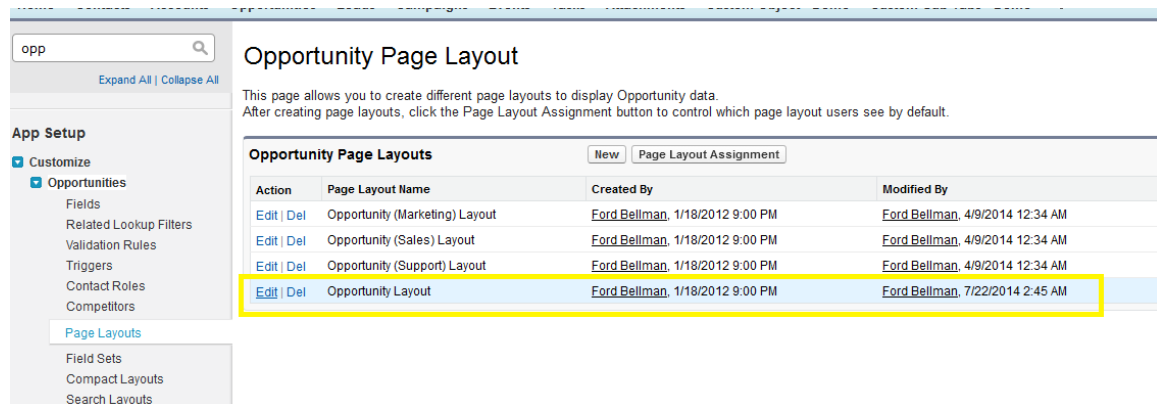 opp
Expand All | Collapse All
App Setup
Customize
Opportunities
Fields
Related Lookup Filters
Validation Rules
Triggers
Contact Roles
Competitors
Page Layouts
Field Sets
Compact Layouts
Search Layouts
Opportunity Page Layout
This page allows you to create different page layouts to display Opportunity data.
After creating page layouts, click the Page Layout Assignment button to control which page layout users see by default.
Opportunity Page Layouts New Page Layout Assignment
Action Page Layout Name Created By Modified By
Edit | Del Opportunity (Marketing) Layout Ford Bellman, 1/18/2012 9:00 PM Ford Bellman, 4/9/2014 12:34 AM
Edit | Del Opportunity (Sales) Layout Ford Bellman, 1/18/2012 9:00 PM Ford Bellman, 4/9/2014 12:34 AM
Edit | Del Opportunity (Support) Layout Ford Bellman, 1/18/2012 9:00 PM Ford Bellman, 4/9/2014 12:34 AM
Edit | Del Opportunity Layout Ford Bellman, 1/18/2012 9:00 PM Ford Bellman, 7/22/2014 2:45 AM